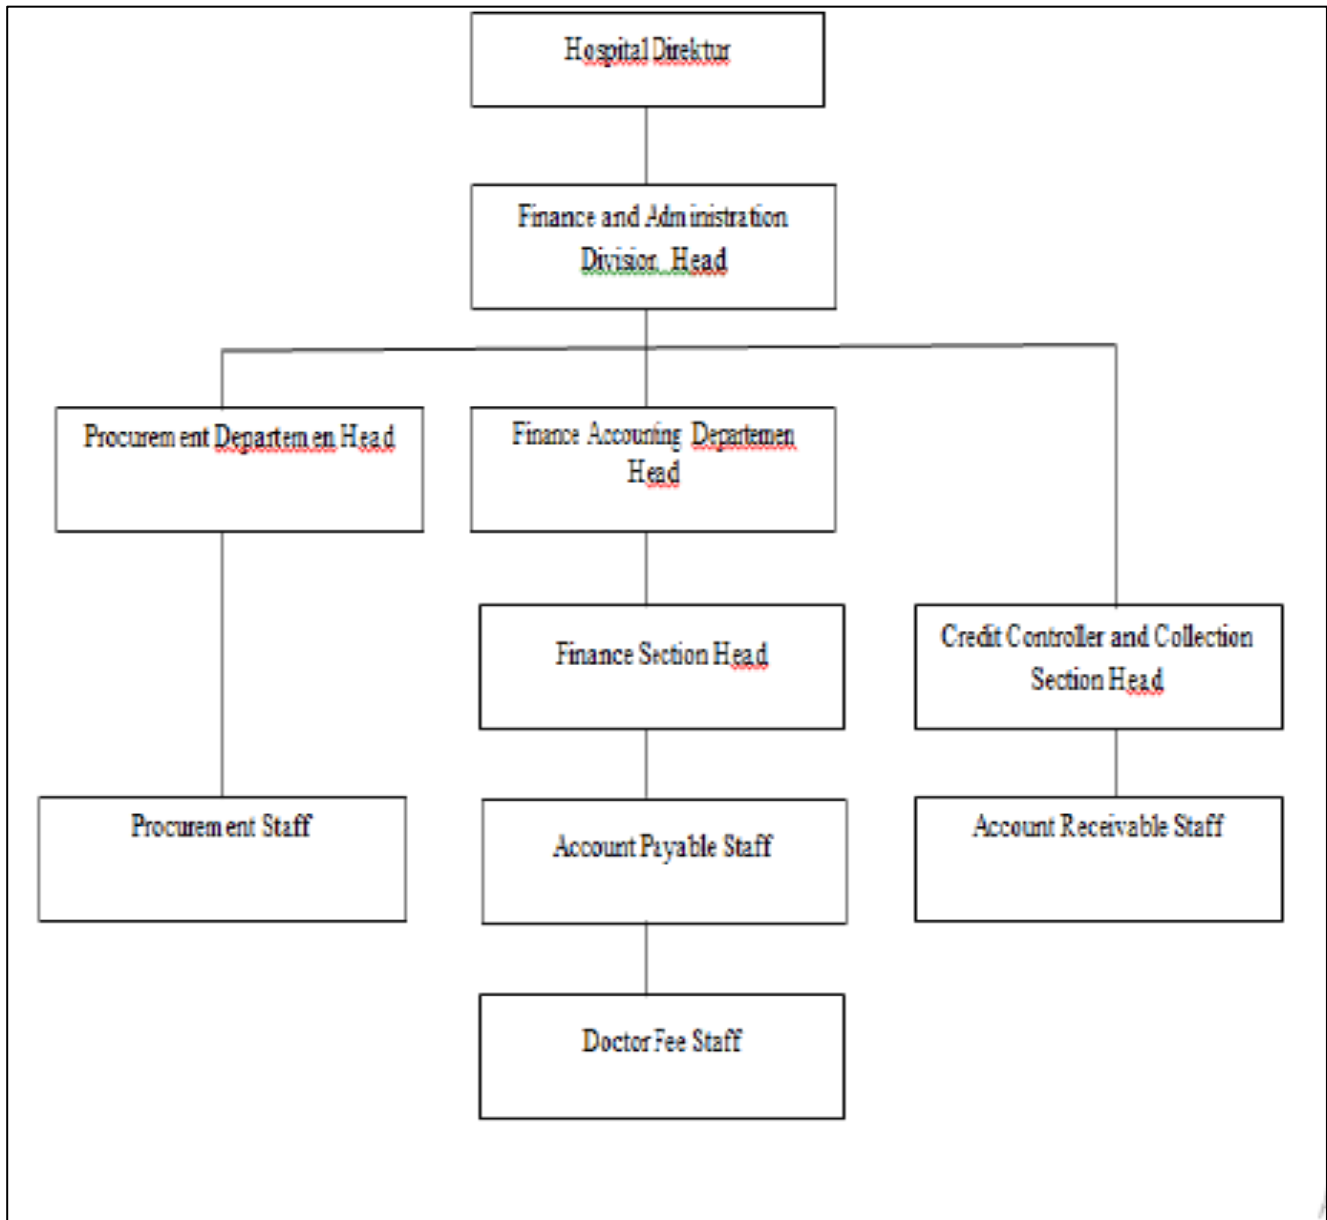 Hospital Direktur
Finance and Administration
Division Head
Procurement Departemen Head
Finance Accounting Departemen
Head
Finance Section Head
Credit Controller and Collection
Section Head
Procurement Staff
Account Payable Staff
Account Receivable Staff
Doctor Fee Staff